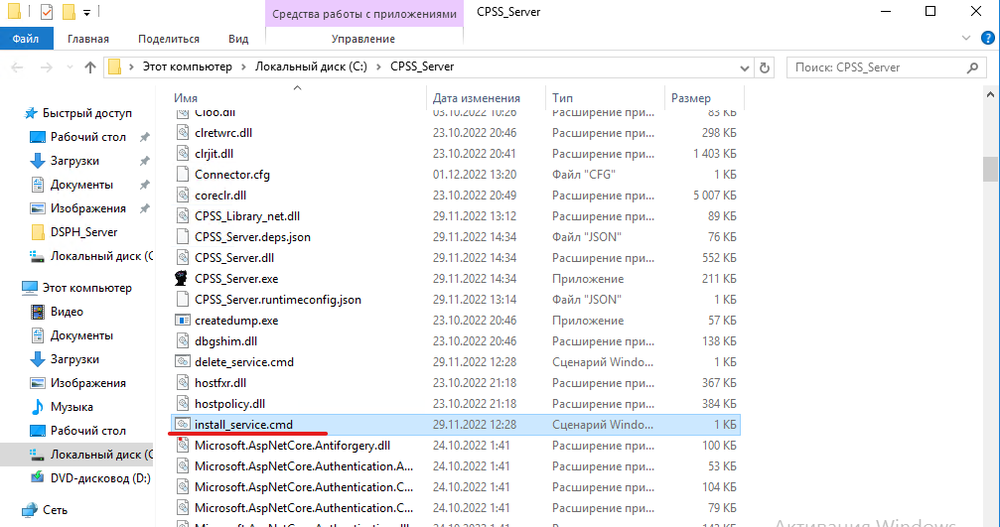 Средства работы с приложениями CPSS_Server
Файл Главная Поделиться Вид Управление
Этот компьютер Локальный диск (C:) CPSS_Server Поиск: CPSS_Server
Имя Дата изменения Тип Размер
Cloo.dll 03.10.2022 10:26 Расширение при... 83 КБ
clretwrc.dll 23.10.2022 20:46 Расширение при... 298 КБ
clrjit.dll 23.10.2022 20:41 Расширение при... 1 403 КБ
Connector.cfg 01.12.2022 13:20 Файл "CFG" 1 КБ
coreclr.dll 23.10.2022 20:49 Расширение при... 5 007 КБ
CPSS_Library_net.dll 29.11.2022 13:12 Расширение при... 89 КБ
CPSS_Server.deps.json 29.11.2022 14:34 Файл "JSON" 76 КБ
CPSS_Server.dll 29.11.2022 14:34 Расширение при... 552 КБ
CPSS_Server.exe 29.11.2022 14:34 Приложение 211 КБ
CPSS_Server.runtimeconfig.json 29.11.2022 13:14 Файл "JSON" 1 КБ
createdump.exe 23.10.2022 20:46 Приложение 57 КБ
dbgshim.dll 23.10.2022 20:46 Расширение при... 138 КБ
delete_service.cmd 29.11.2022 12:28 Сценарий Windo... 1 КБ
hostfxr.dll 23.10.2022 21:18 Расширение при... 367 КБ
hostpolicy.dll 23.10.2022 21:18 Расширение при... 384 КБ
install_service.cmd 29.11.2022 12:28 Сценарий Windo... 1 КБ
Microsoft.AspNetCore.Antiforgery.dll 24.10.2022 1:41 Расширение при... 100 КБ
Microsoft.AspNetCore.Authentication.A... 24.10.2022 1:41 Расширение при... 53 КБ
Microsoft.AspNetCore.Authentication.C... 24.10.2022 1:41 Расширение при... 104 КБ
Microsoft.AspNetCore.Authentication.C... 24.10.2022 1:41 Расширение при... 79 КБ
Быстрый доступ
Рабочий стол
Загрузки
Документы
Изображения
DSPH_Server
Локальный диск (C
Этот компьютер
Видео
Документы
Загрузки
Изображения
Музыка
Рабочий стол
Локальный диск (C
DVD-дисковод (D:)
Сеть
Активация Windows